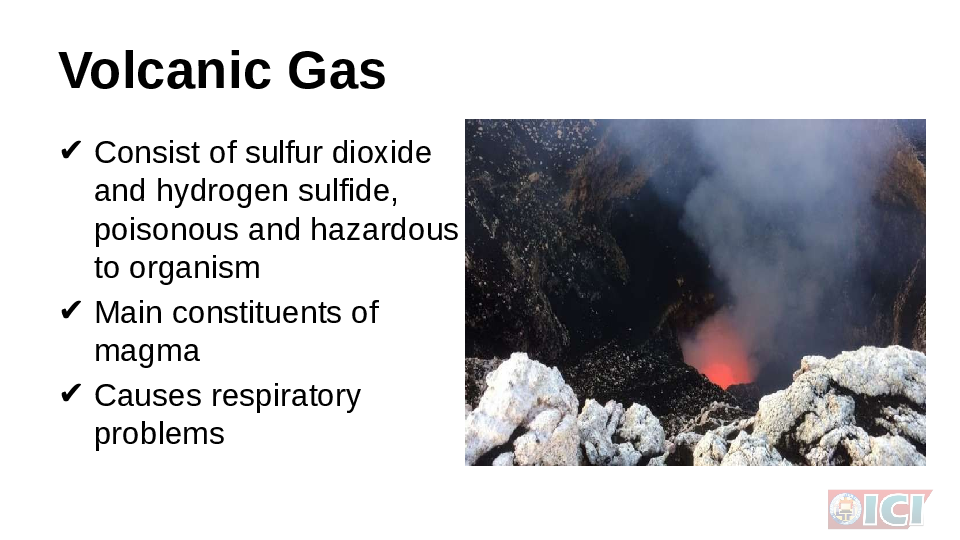 Volcanic Gas
✔ Consist of sulfur dioxide
and hydrogen sulfide,
poisonous and hazardous
to organism
✔ Main constituents of
magma
✔ Causes respiratory
problems
ICI